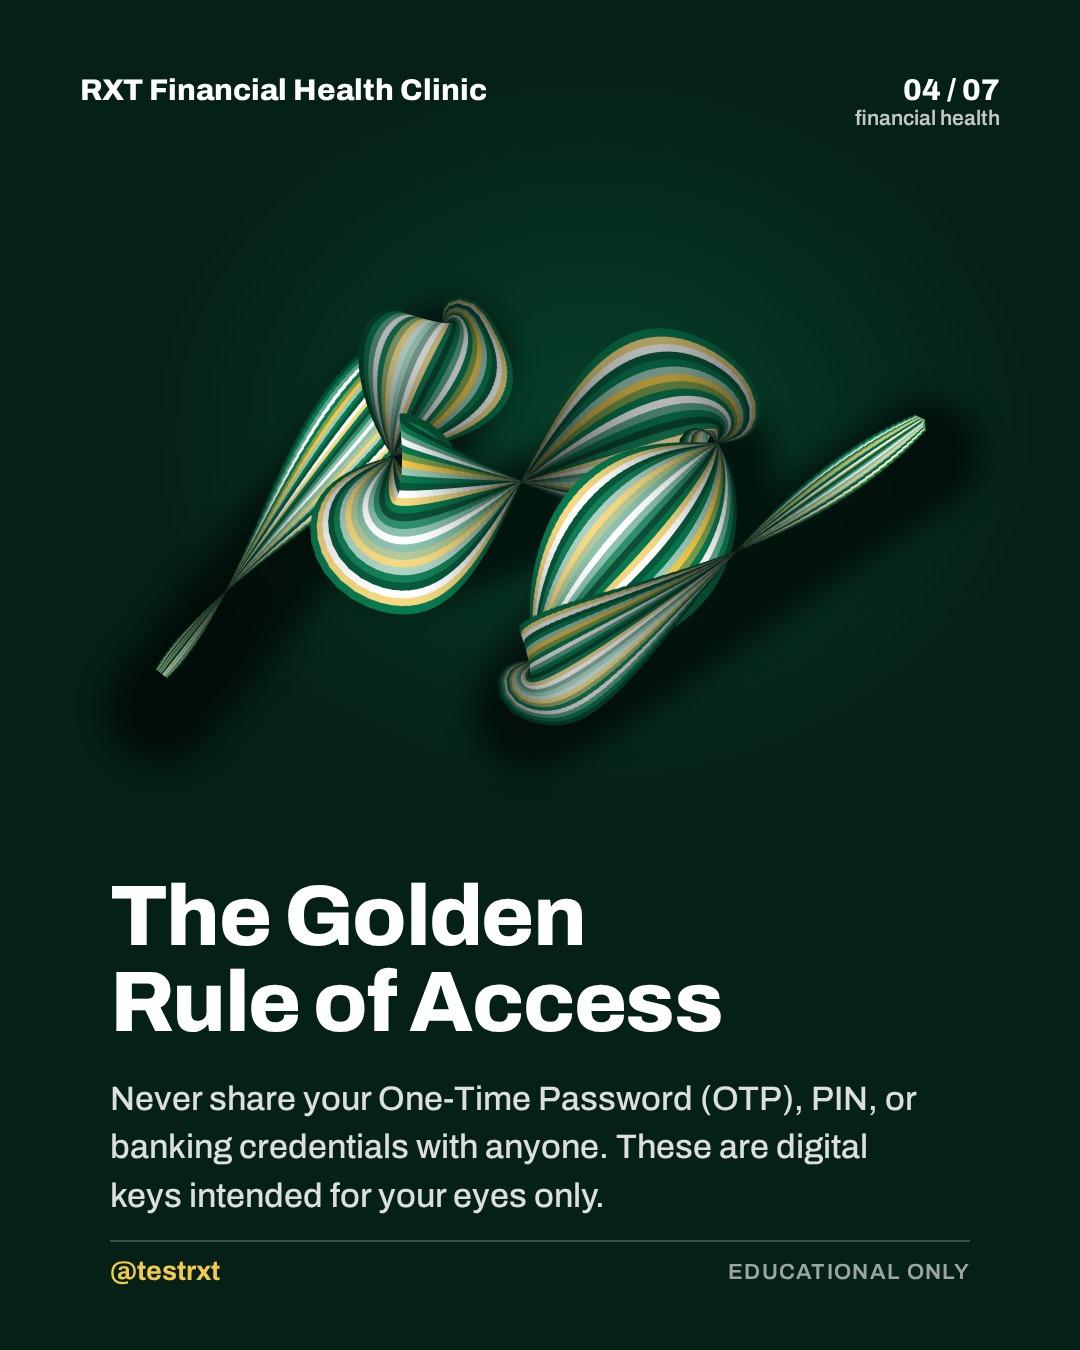 RXT Financial Health Clinic
04 / 07
financial health
The Golden
Rule of Access
Never share your One-Time Password (OTP), PIN, or
banking credentials with anyone. These are digital
keys intended for your eyes only.
@testrxt
EDUCATIONAL ONLY